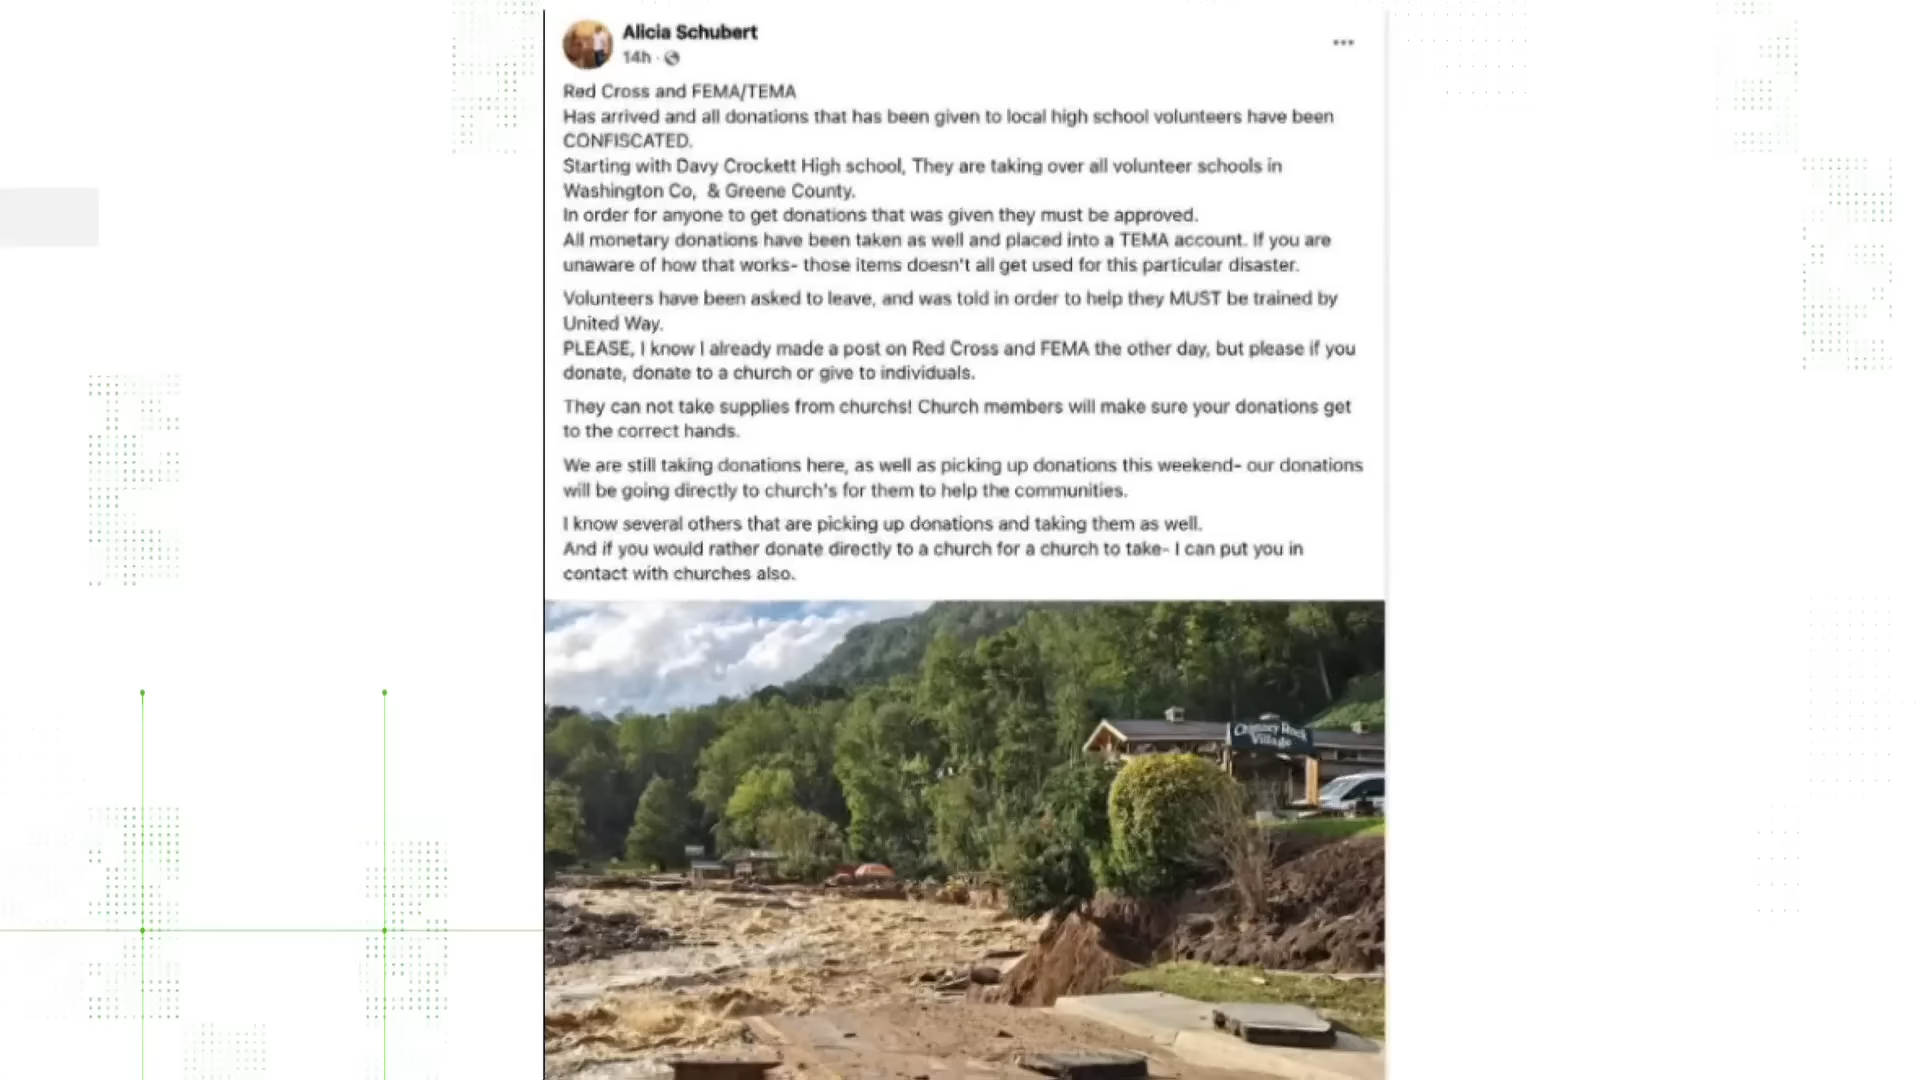 Alicia Schubert
14h ·
Red Cross and FEMA/TEMA
Has arrived and all donations that has been given to local high school volunteers have been
CONFISCATED.
Starting with Davy Crockett High school, They are taking over all volunteer schools in
Washington Co, & Greene County.
In order for anyone to get donations that was given they must be approved.
All monetary donations have been taken as well and placed into a TEMA account. If you are
unaware of how that works- those items doesn't all get used for this particular disaster.
Volunteers have been asked to leave, and was told in order to help they MUST be trained by
United Way.
PLEASE, I know I already made a post on Red Cross and FEMA the other day, but please if you
donate, donate to a church or give to individuals.
They can not take supplies from churchs! Church members will make sure your donations get
to the correct hands.
We are still taking donations here, as well as picking up donations this weekend- our donations
will be going directly to church's for them to help the communities.
I know several others that are picking up donations and taking them as well.
And if you would rather donate directly to a church for a church to take- I can put you in
contact with churches also.
Chimney Rock
Village